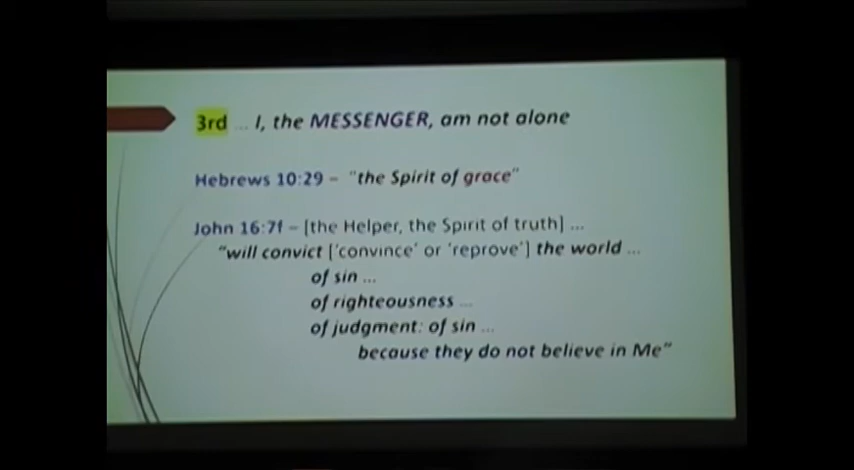 3rd ... I, the MESSENGER, am not alone
Hebrews 10:29 – "the Spirit of grace"
John 16:7f – [the Helper, the Spirit of truth] ...
"will convict ['convince' or 'reprove'] the world ...
of sin ...
of righteousness ...
of judgment: of sin ...
because they do not believe in Me"